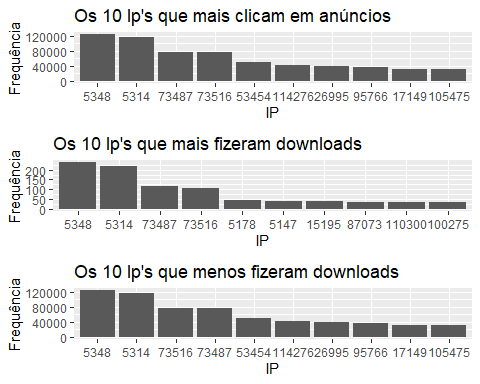 Os 10 Ip's que mais clicam em anúncios
Frequência
120000
80000
40000
0
5348 5314 73487 73516 53454 114276 26995 95766 17149 105475
IP
Os 10 Ip's que mais fizeram downloads
Frequência
200
150
100
50
0
5348 5314 73487 73516 5178 5147 15195 87073 110300 100275
IP
Os 10 Ip's que menos fizeram downloads
Frequência
120000
80000
40000
0
5348 5314 73516 73487 53454 114276 26995 95766 17149 105475
IP